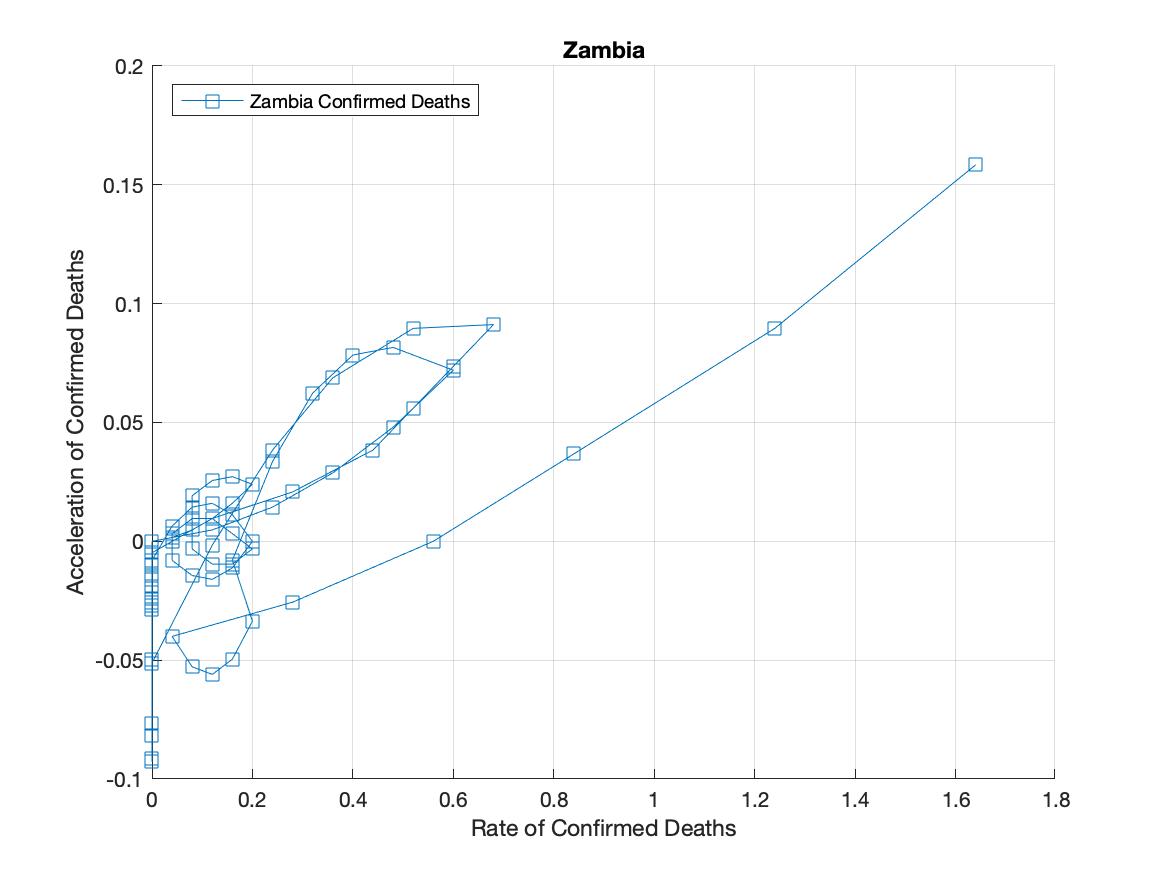 Zambia
Zambia Confirmed Deaths
0.2
0.15
0.1
0.05
0
-0.05
-0.1
Acceleration of Confirmed Deaths
0 0.2 0.4 0.6 0.8 1 1.2 1.4 1.6 1.8
Rate of Confirmed Deaths